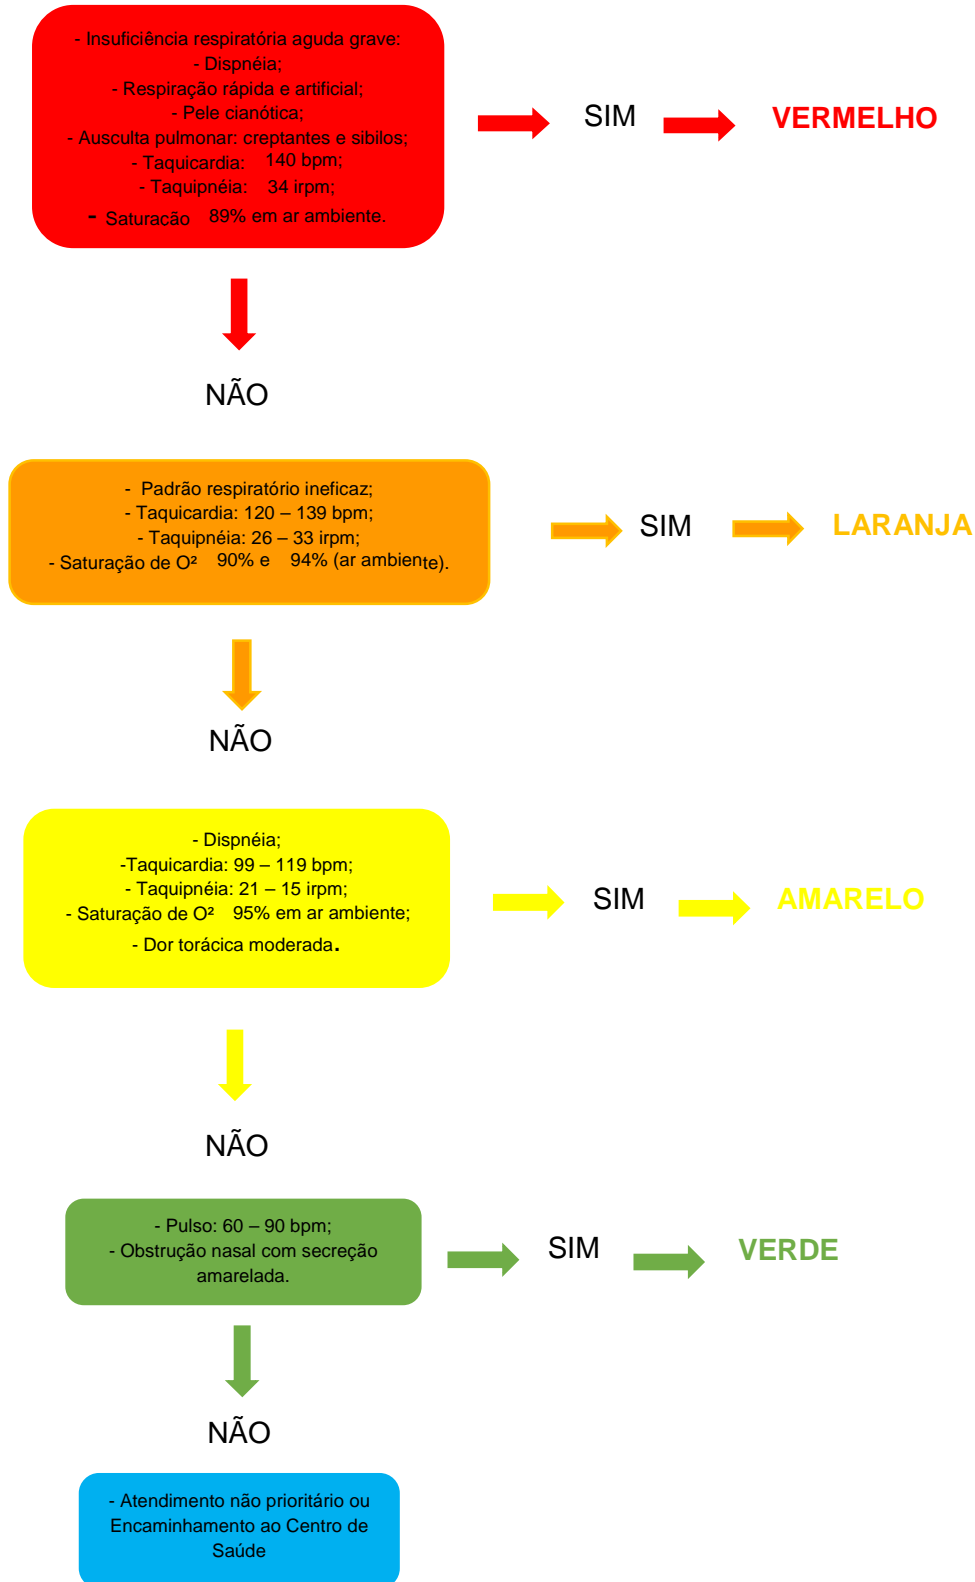 - Insuficiência respiratória aguda grave:
- Dispnéia;
- Respiração rápida e artificial;
- Pele cianótica;
- Ausculta pulmonar: creptantes e sibilos;
- Taquicardia: 140 bpm;
- Taquipnéia: 34 irpm;
- Saturacão 89% em ar ambiente.
SIM
VERMELHO
NÃO
- Padrão respiratório ineficaz;
- Taquicardia: 120 – 139 bpm;
- Taquipnéia: 26 – 33 irpm;
- Saturação de O² 90% e 94% (ar ambiente).
SIM
LARANJA
NÃO
- Dispnéia;
-Taquicardia: 99 – 119 bpm;
- Taquipnéia: 21 – 15 irpm;
- Saturação de O² 95% em ar ambiente;
- Dor torácica moderada.
SIM
AMARELO
NÃO
- Pulso: 60 – 90 bpm;
- Obstrução nasal com secreção
amarelada.
SIM
VERDE
NÃO
- Atendimento não prioritário ou
Encaminhamento ao Centro de
Saúde